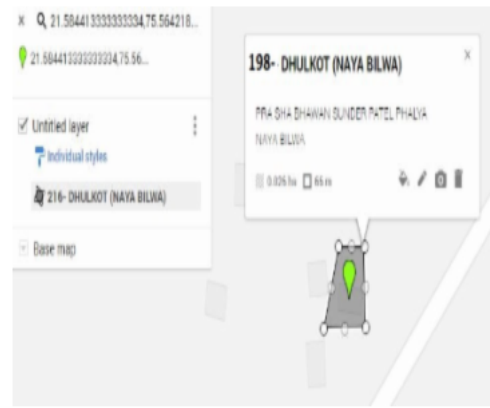 × 21.584413333333334,75.564218...
21.584413333333334,75.56...
Untitled layer
Individual styles
216- DHULKOT (NAYA BILWA)
Base map
198- DHULKOT (NAYA BILWA) ×
PRA SHA BHAWAN SUNDER PATEL PHALYA
NAYA BILWA
0.026 ha 65 m